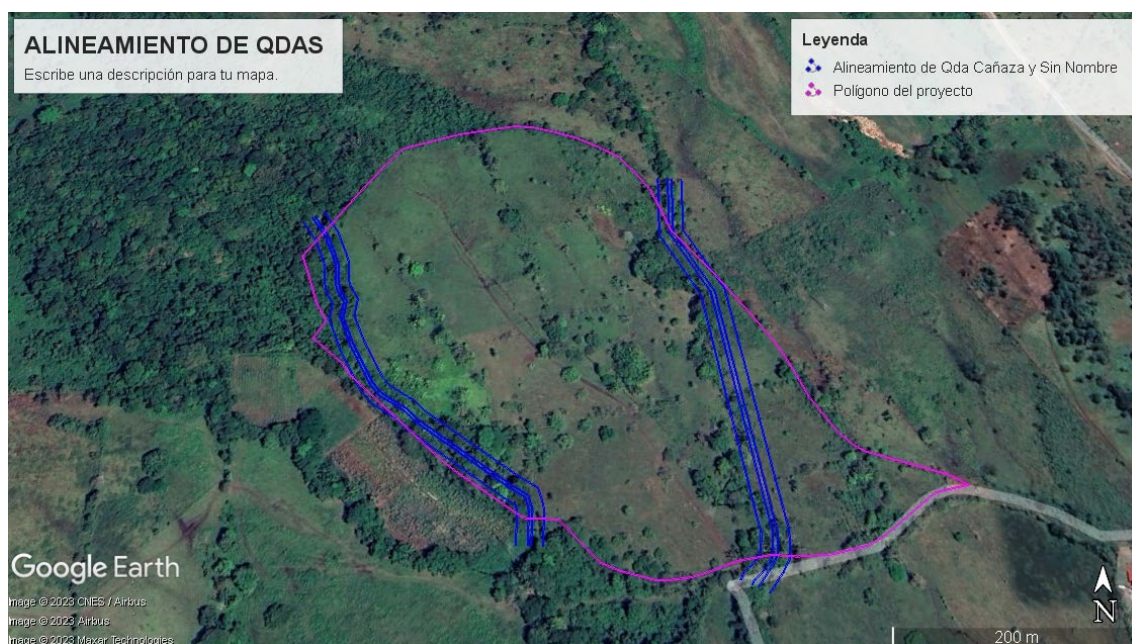 ALINEAMIENTO DE QDAS
Escribe una descripción para tu mapa.
Leyenda
Alineamiento de Qda Cañaza y Sin Nombre
Polígono del proyecto
Google Earth
Image © 2023 CNES / Airbus
Image © 2023 Airbus
Image © 2023 Maxar Technologies
N
200 m